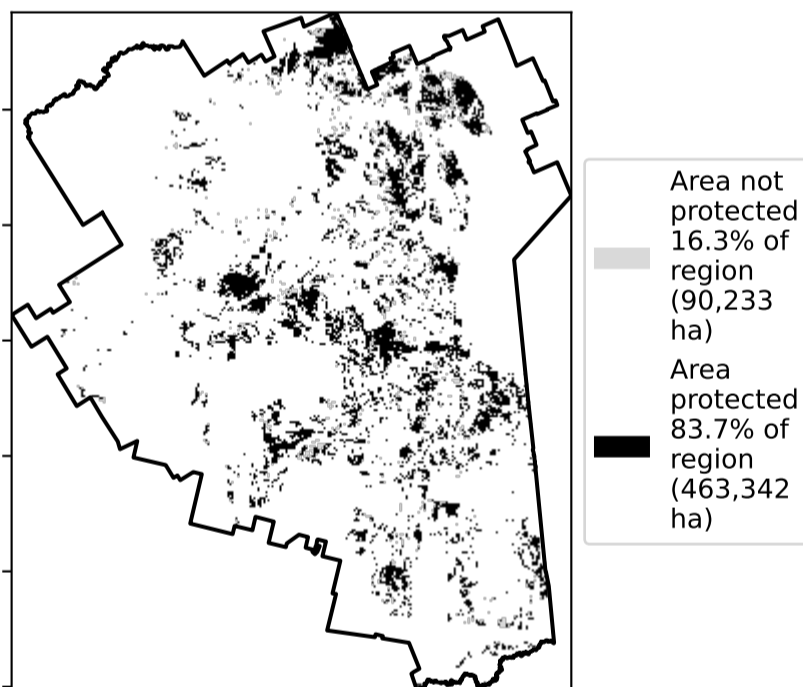 Area not
protected
16.3% of
region
(90,233
ha)
Area
protected
83.7% of
region
(463,342
ha)